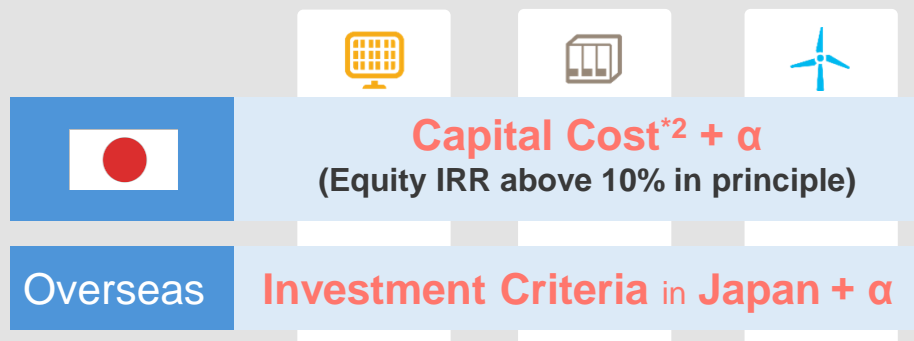 Capital Cost*2 + α
(Equity IRR above 10% in principle)
Overseas
Investment Criteria in Japan + α